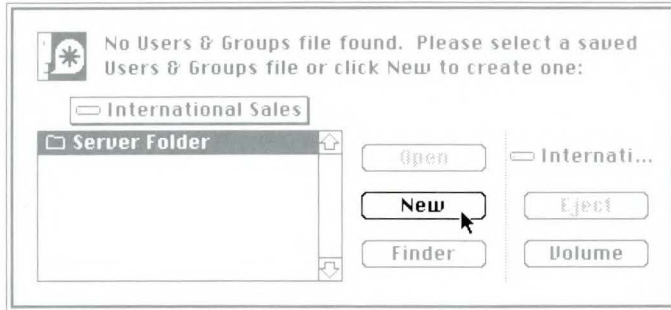 No Users & Groups file found. Please select a saved
Users & Groups file or click New to create one:
International Sales
Server Folder
Open
Internati...
New
Eject
Finder
Volume